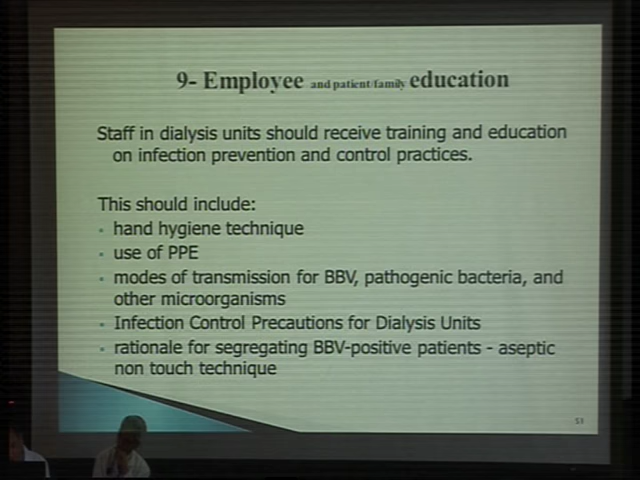 9- Employee and patient/family education
Staff in dialysis units should receive training and education
on infection prevention and control practices.
This should include:
• hand hygiene technique
• use of PPE
• modes of transmission for BBV, pathogenic bacteria, and
other microorganisms
• Infection Control Precautions for Dialysis Units
• rationale for segregating BBV-positive patients - aseptic
non touch technique
51